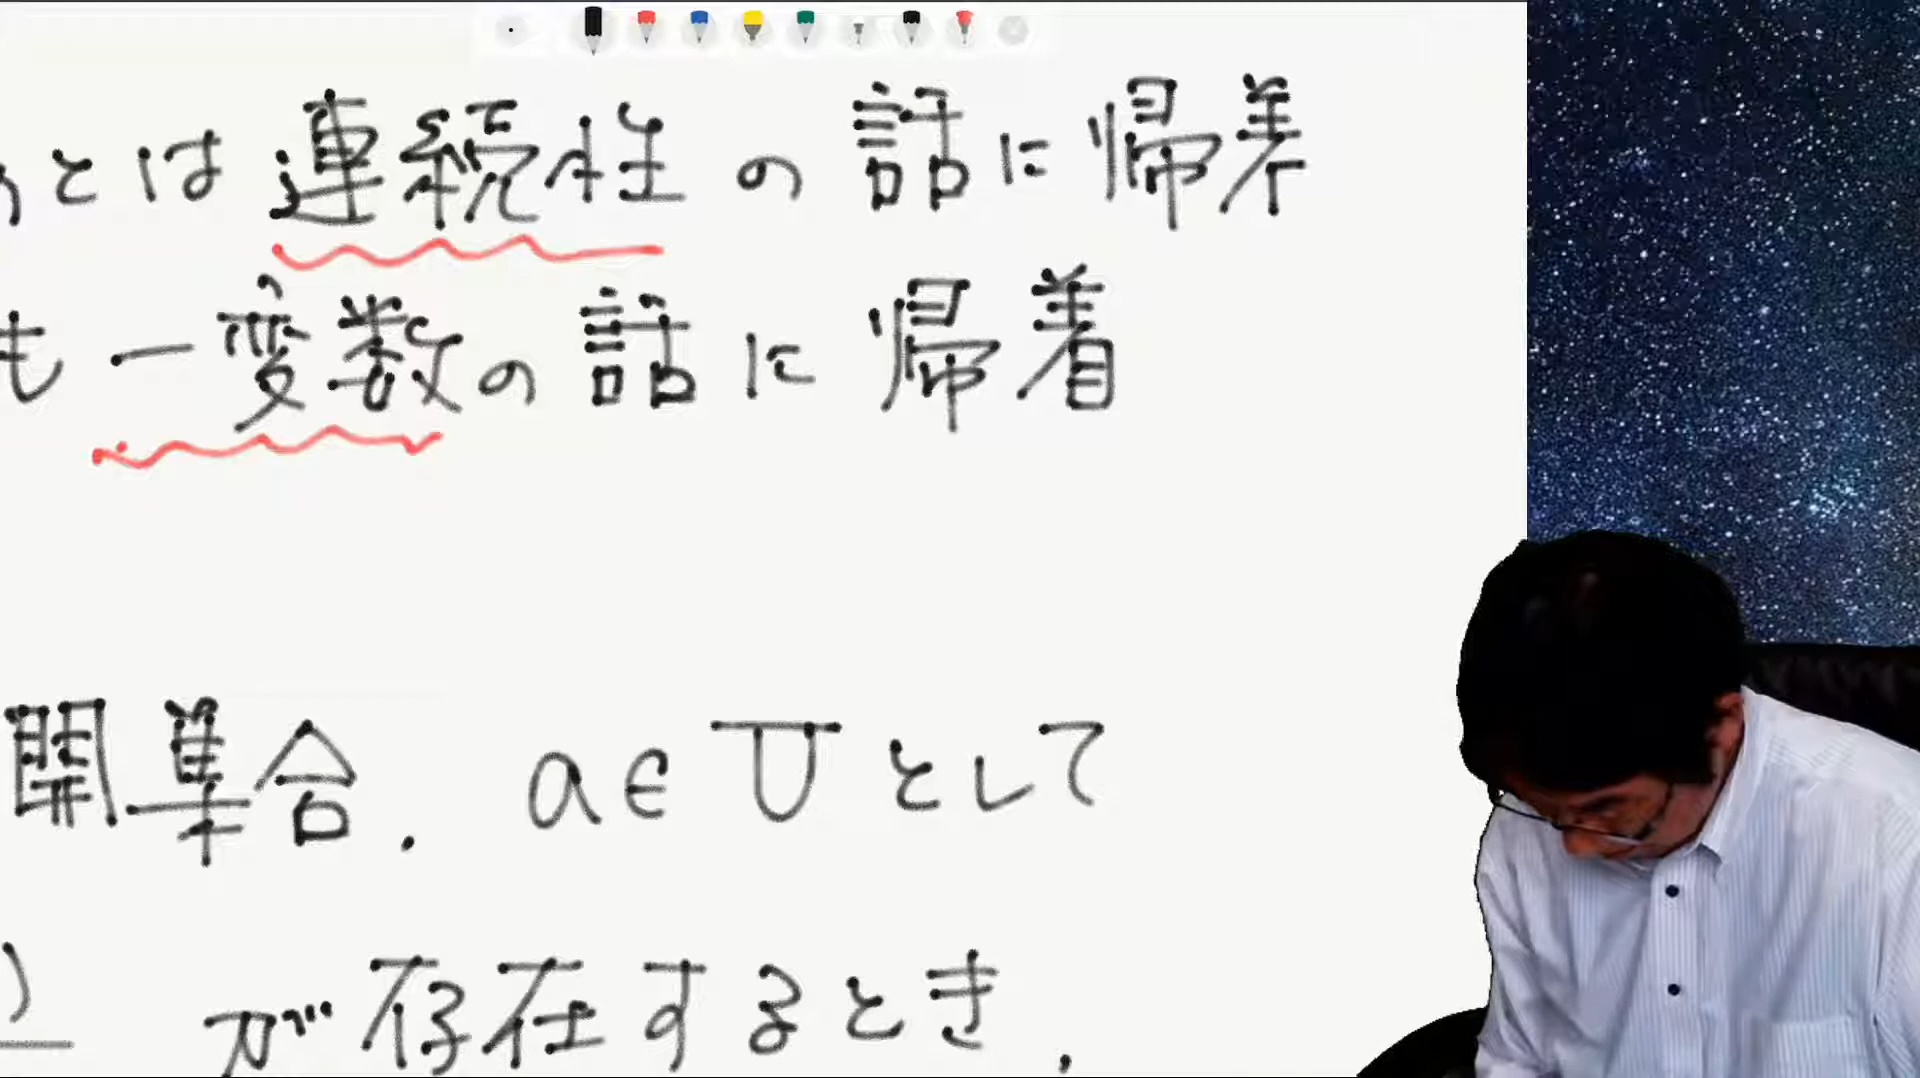 とは連続性の話に帰着
も一変数の話に帰着
開集合. a∈Uとして
) が存在するとき,